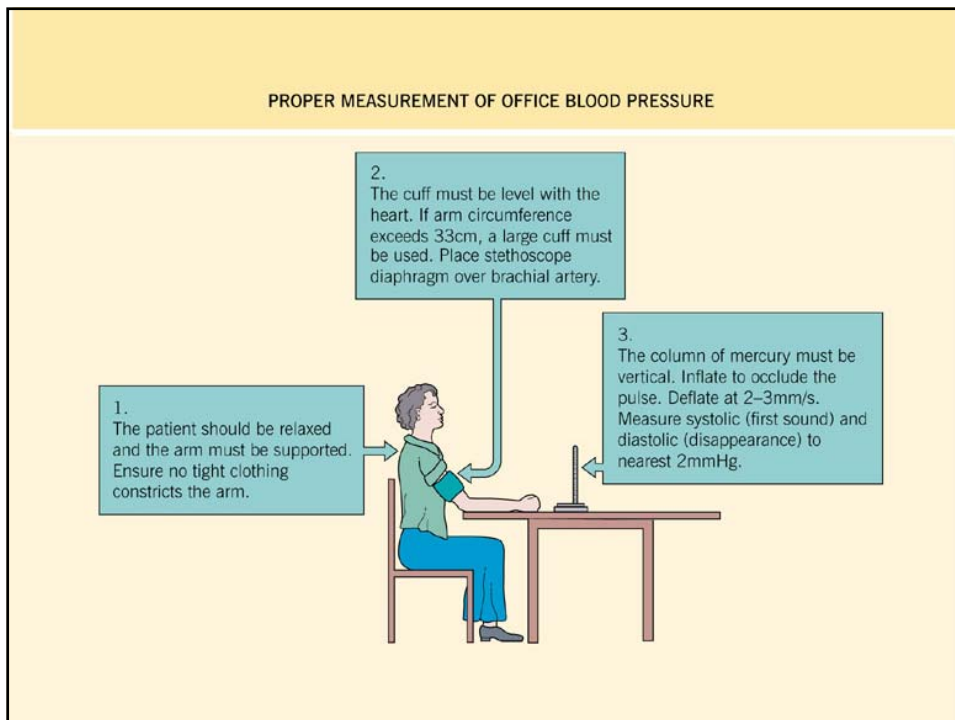 PROPER MEASUREMENT OF OFFICE BLOOD PRESSURE
1.
The patient should be relaxed
and the arm must be supported.
Ensure no tight clothing
constricts the arm.
2.
The cuff must be level with the
heart. If arm circumference
exceeds 33cm, a large cuff must
be used. Place stethoscope
diaphragm over brachial artery.
3.
The column of mercury must be
vertical. Inflate to occlude the
pulse. Deflate at 2–3mm/s.
Measure systolic (first sound) and
diastolic (disappearance) to
nearest 2mmHg.